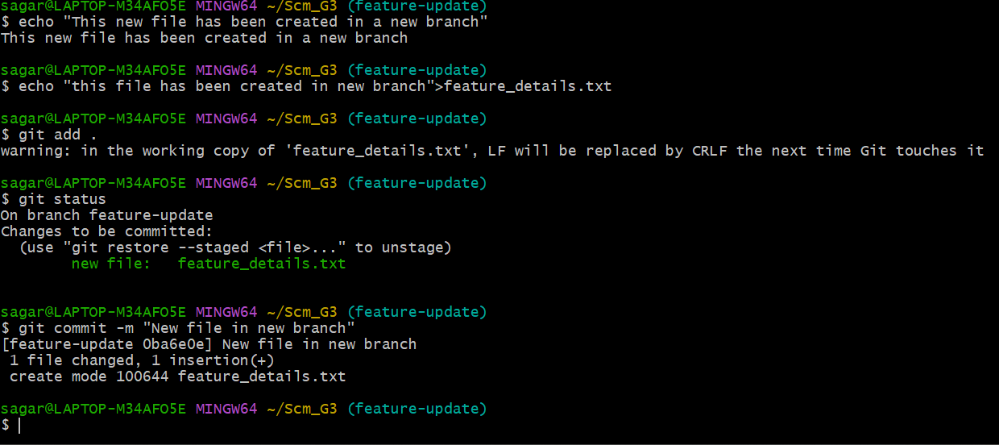 sagar@LAPTOP-M34AFO5E MINGW64 ~/Scm_G3 (feature-update)
$ echo "This new file has been created in a new branch"
This new file has been created in a new branch
sagar@LAPTOP-M34AFO5E MINGW64 ~/Scm_G3 (feature-update)
$ echo "this file has been created in new branch">feature_details.txt
sagar@LAPTOP-M34AFO5E MINGW64 ~/Scm_G3 (feature-update)
$ git add .
warning: in the working copy of 'feature_details.txt', LF will be replaced by CRLF the next time Git touches it
sagar@LAPTOP-M34AFO5E MINGW64 ~/Scm_G3 (feature-update)
$ git status
On branch feature-update
Changes to be committed:
  (use "git restore --staged <file>..." to unstage)
        new file:   feature_details.txt
sagar@LAPTOP-M34AFO5E MINGW64 ~/Scm_G3 (feature-update)
$ git commit -m "New file in new branch"
[feature-update 0ba6e0e] New file in new branch
 1 file changed, 1 insertion(+)
 create mode 100644 feature_details.txt
sagar@LAPTOP-M34AFO5E MINGW64 ~/Scm_G3 (feature-update)
$